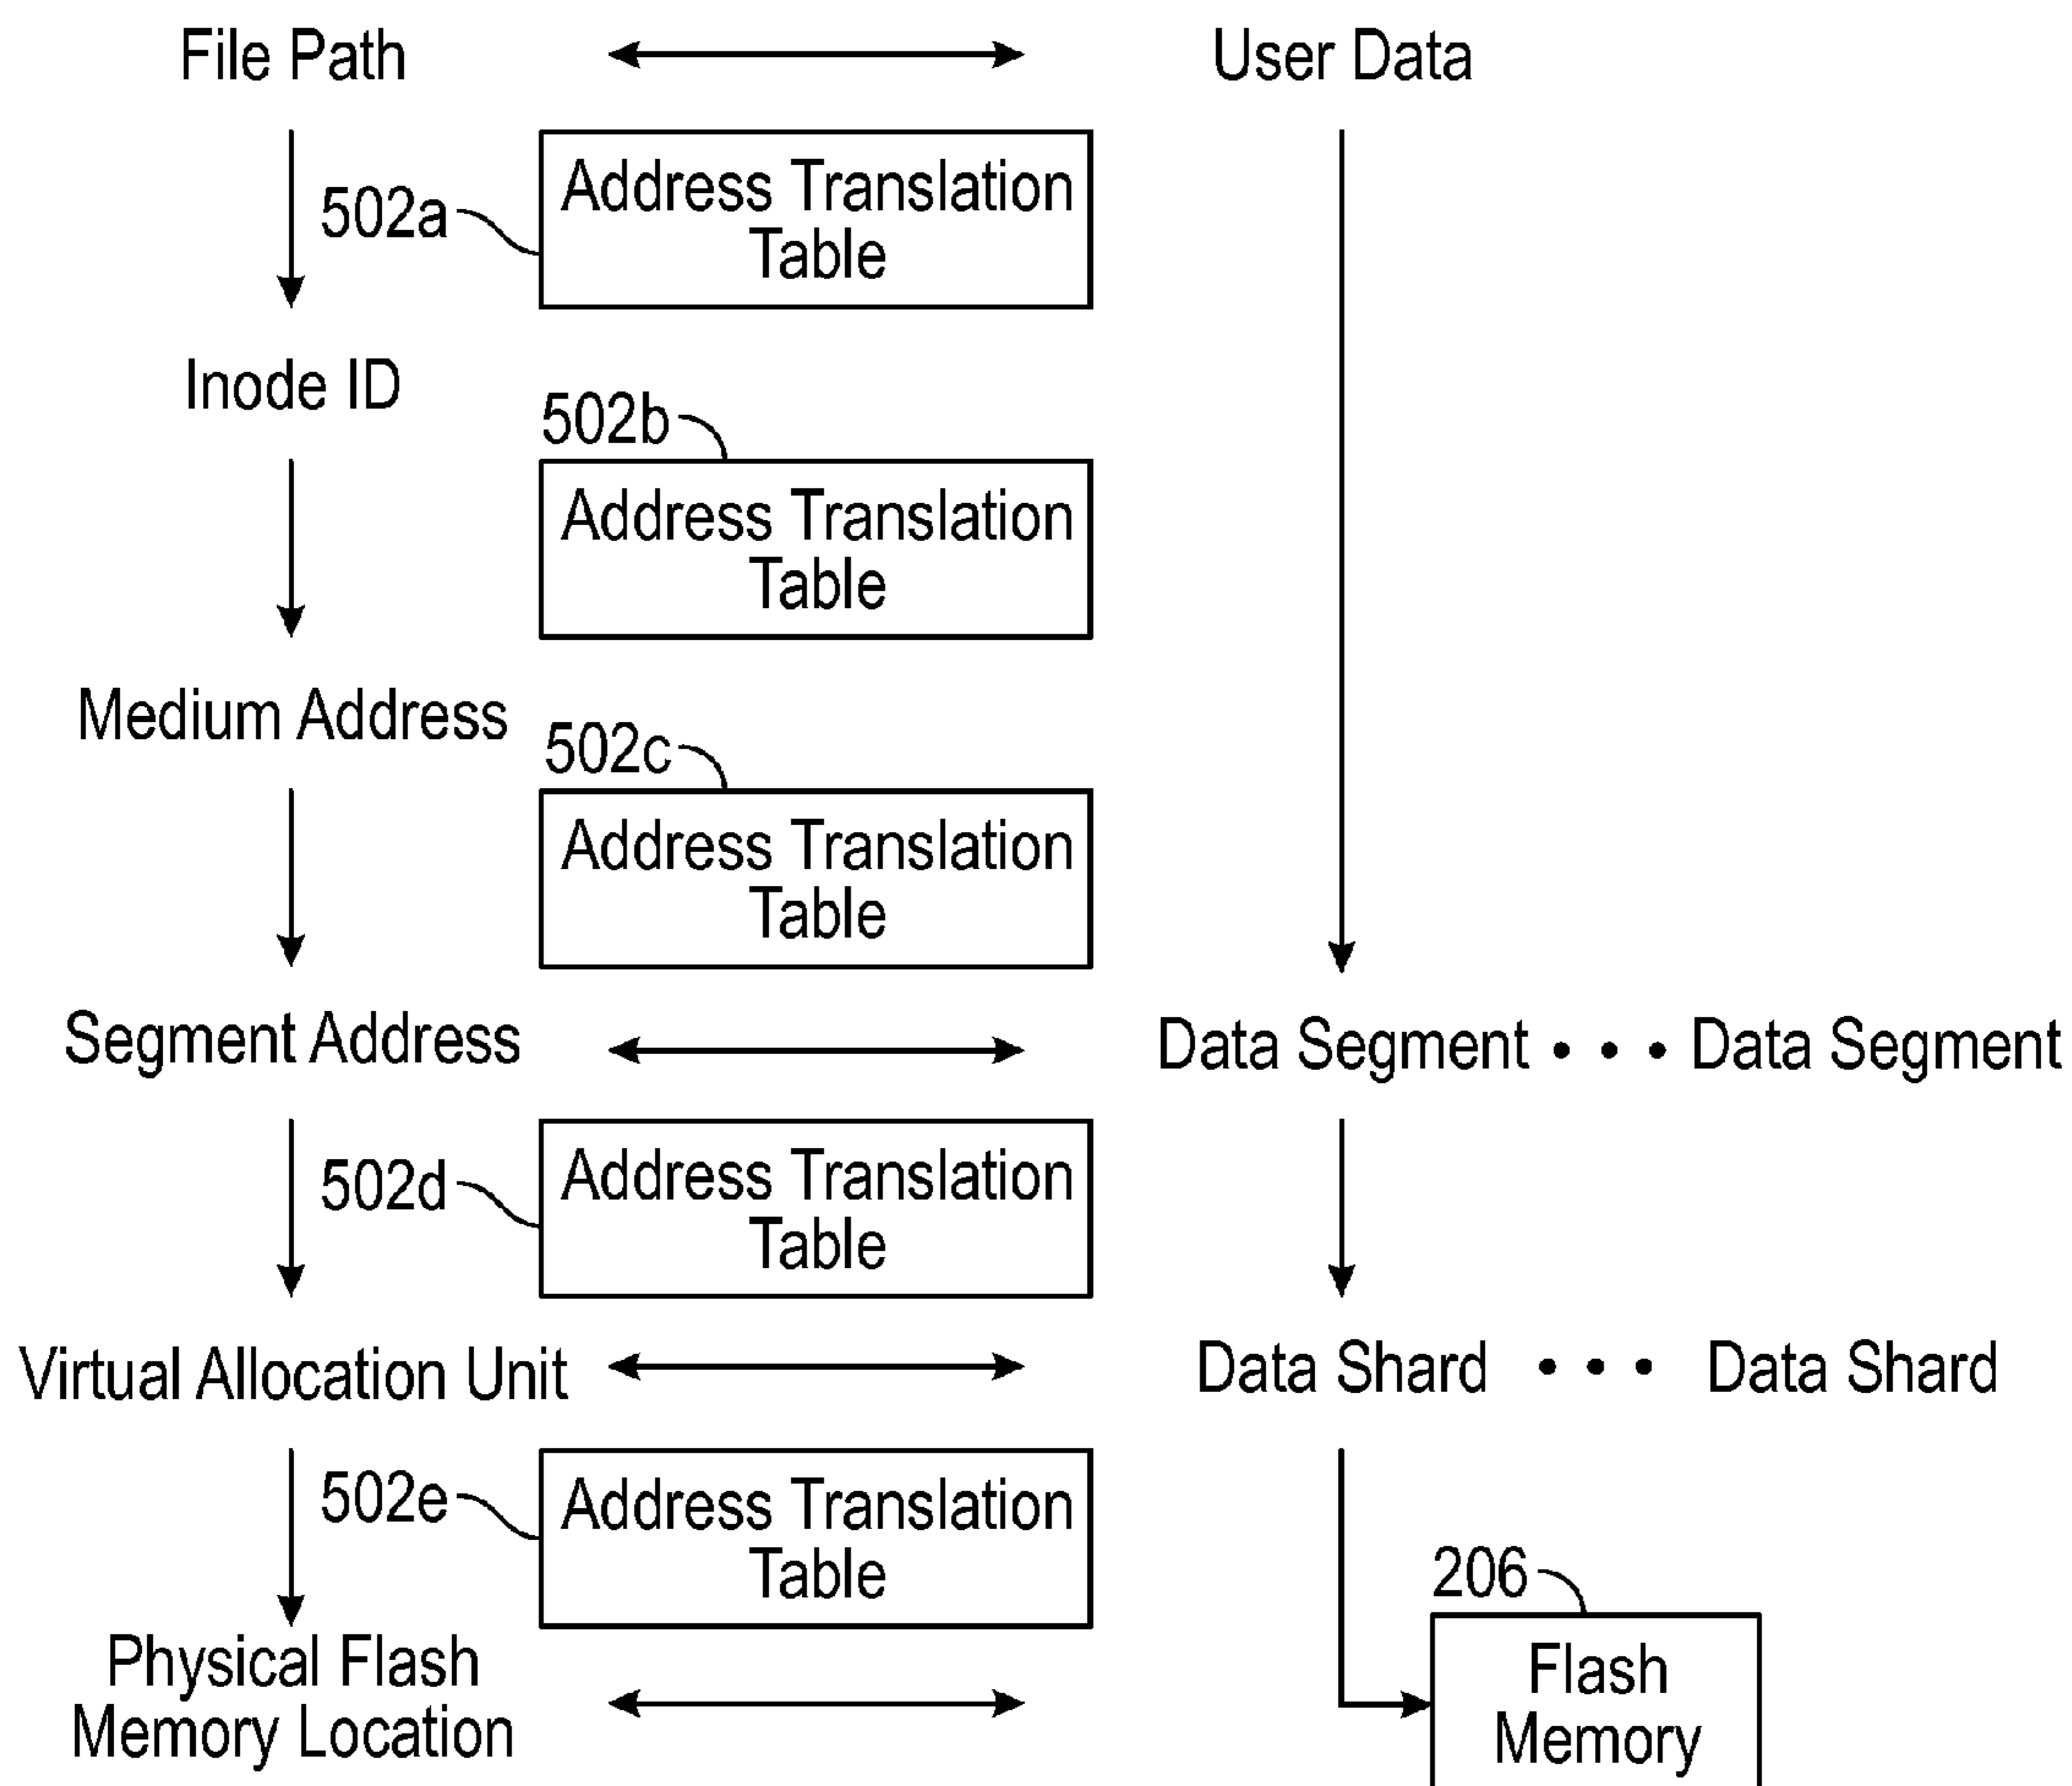 File Path
User Data
502a
Address Translation
Table
Inode ID
502b
Address Translation
Table
Medium Address
502c
Address Translation
Table
Segment Address
Data Segment • • • Data Segment
502d
Address Translation
Table
Virtual Allocation Unit
Data Shard • • • Data Shard
502e
Address Translation
Table
206
Physical Flash
Memory Location
Flash
Memory